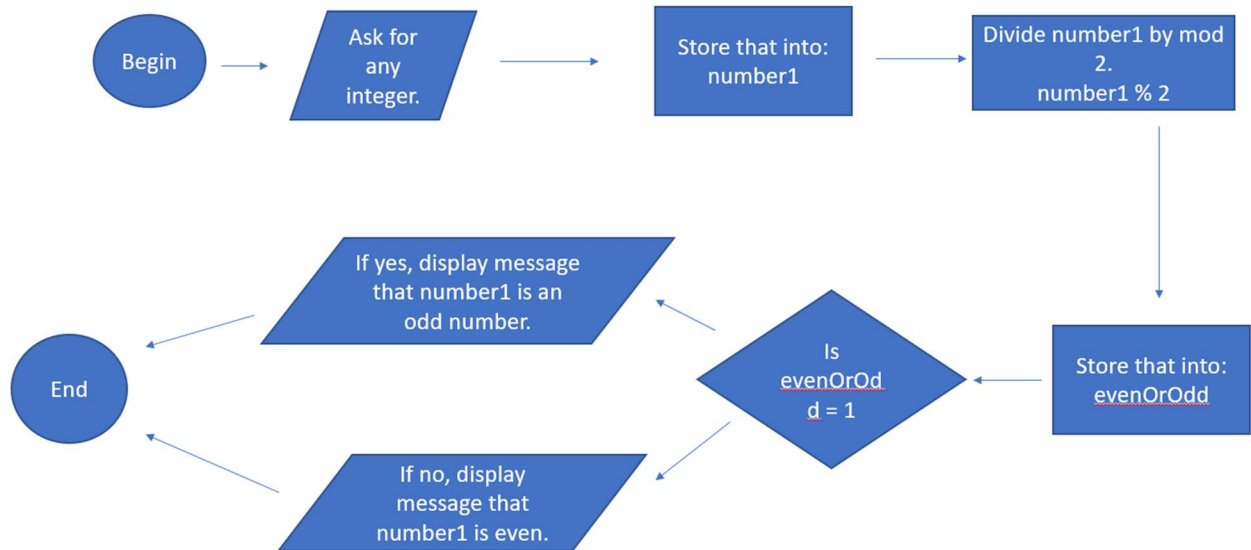 Begin
Ask for
any
integer.
Store that into:
number1
Divide number1 by mod
2.
number1 % 2
Store that into:
evenOrOdd
Is
evenOrOd
d = 1
If yes, display message
that number1 is an
odd number.
If no, display
message that
number1 is even.
End